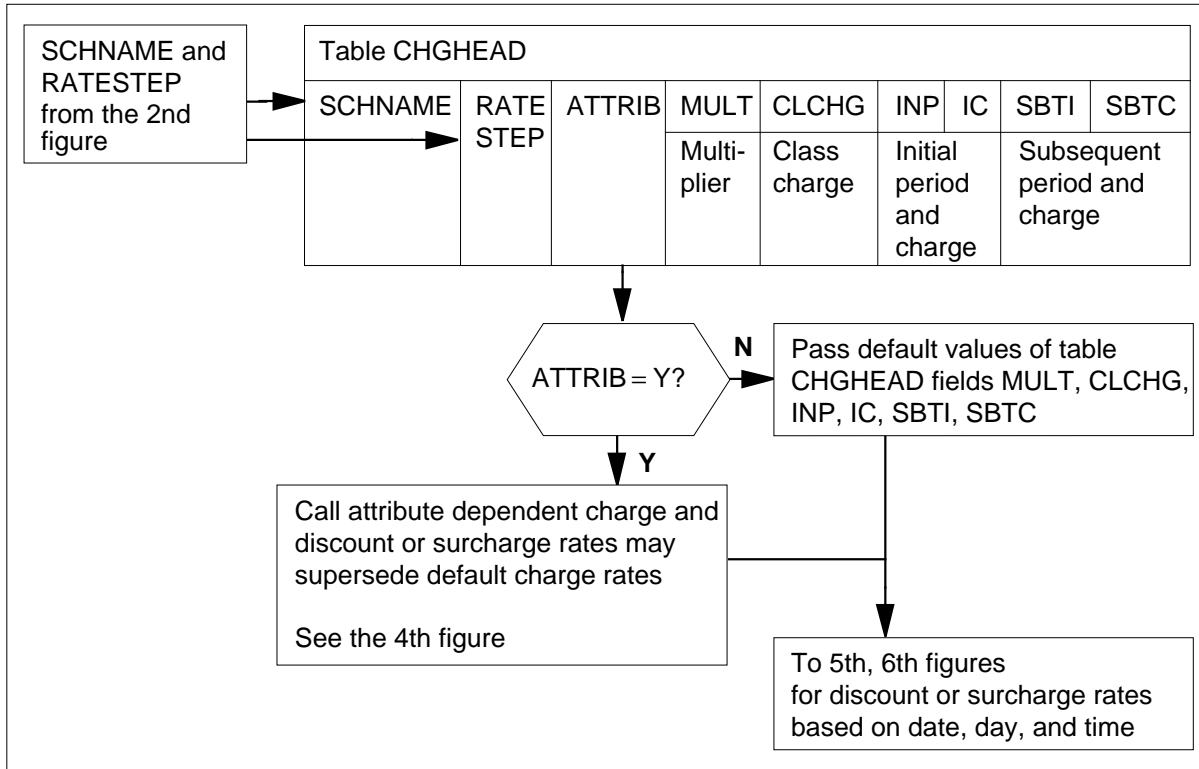 SCHNAME and
RATESTEP
from the 2nd
figure
Table CHGHEAD
SCHNAME
RATE
STEP
ATTRIB
MULT
CLCHG
INP
IC
SBTI
SBTC
Multi-
plier
Class
charge
Initial
period
and
charge
Subsequent
period and
charge
ATTRIB = Y?
N
Pass default values of table
CHGHEAD fields MULT, CLCHG,
INP, IC, SBTI, SBTC
Y
Call attribute dependent charge and
discount or surcharge rates may
supersede default charge rates
See the 4th figure
To 5th, 6th figures
for discount or surcharge rates
based on date, day, and time